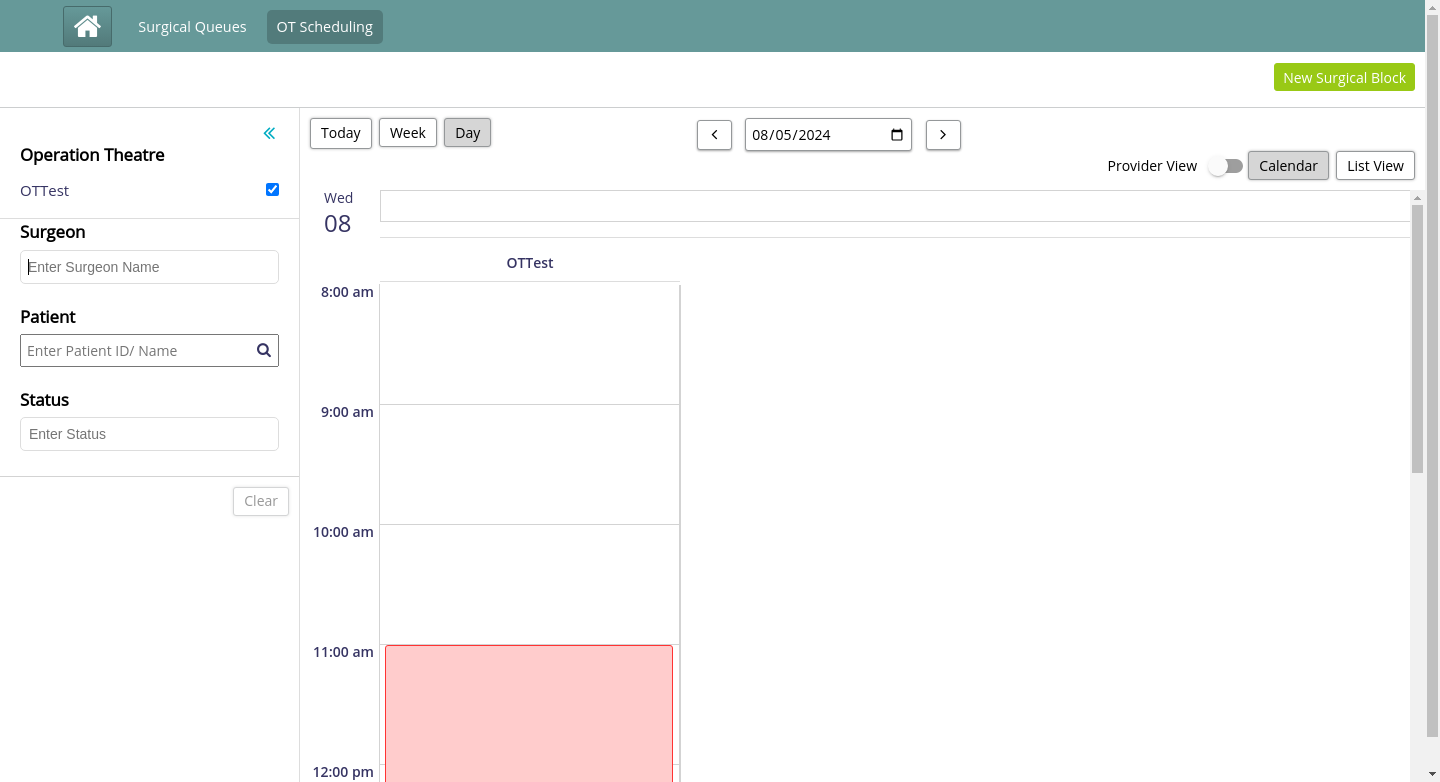 Surgical Queues
OT Scheduling
New Surgical Block
Operation Theatre
OTTest
Surgeon
Enter Surgeon Name
Patient
Enter Patient ID/ Name
Status
Enter Status
Clear
Today
Week
Day
08/05/2024
Provider View
Calendar
List View
Wed
08
OTTest
8:00 am
9:00 am
10:00 am
11:00 am
12:00 pm